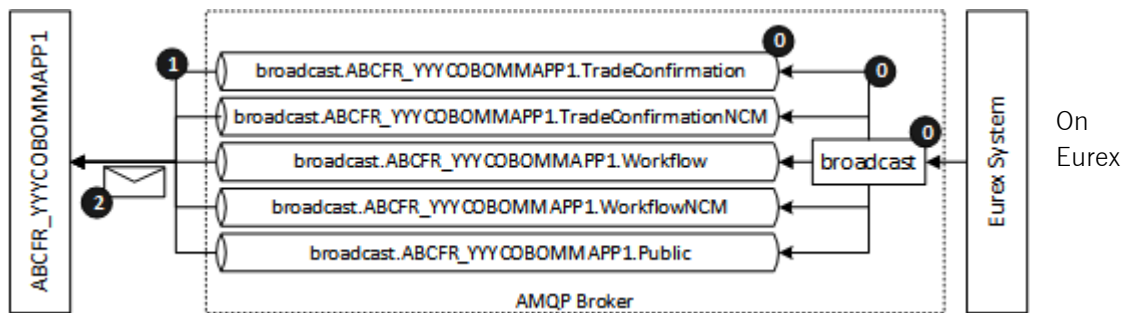 ABCFR_YYYCOBOMMAPP1
1
2
broadcast.ABCFR_YYYCOBOMMAPP1.TradeConfirmation
broadcast.ABCFR_YYYCOBOMMAPP1.TradeConfirmationNCM
broadcast.ABCFR_YYYCOBOMMAPP1.Workflow
broadcast.ABCFR_YYYCOBOMMAPP1.WorkflowNCM
broadcast.ABCFR_YYYCOBOMMAPP1.Public
0
0
0
broadcast
AMQP Broker
Eurex System
On
Eurex